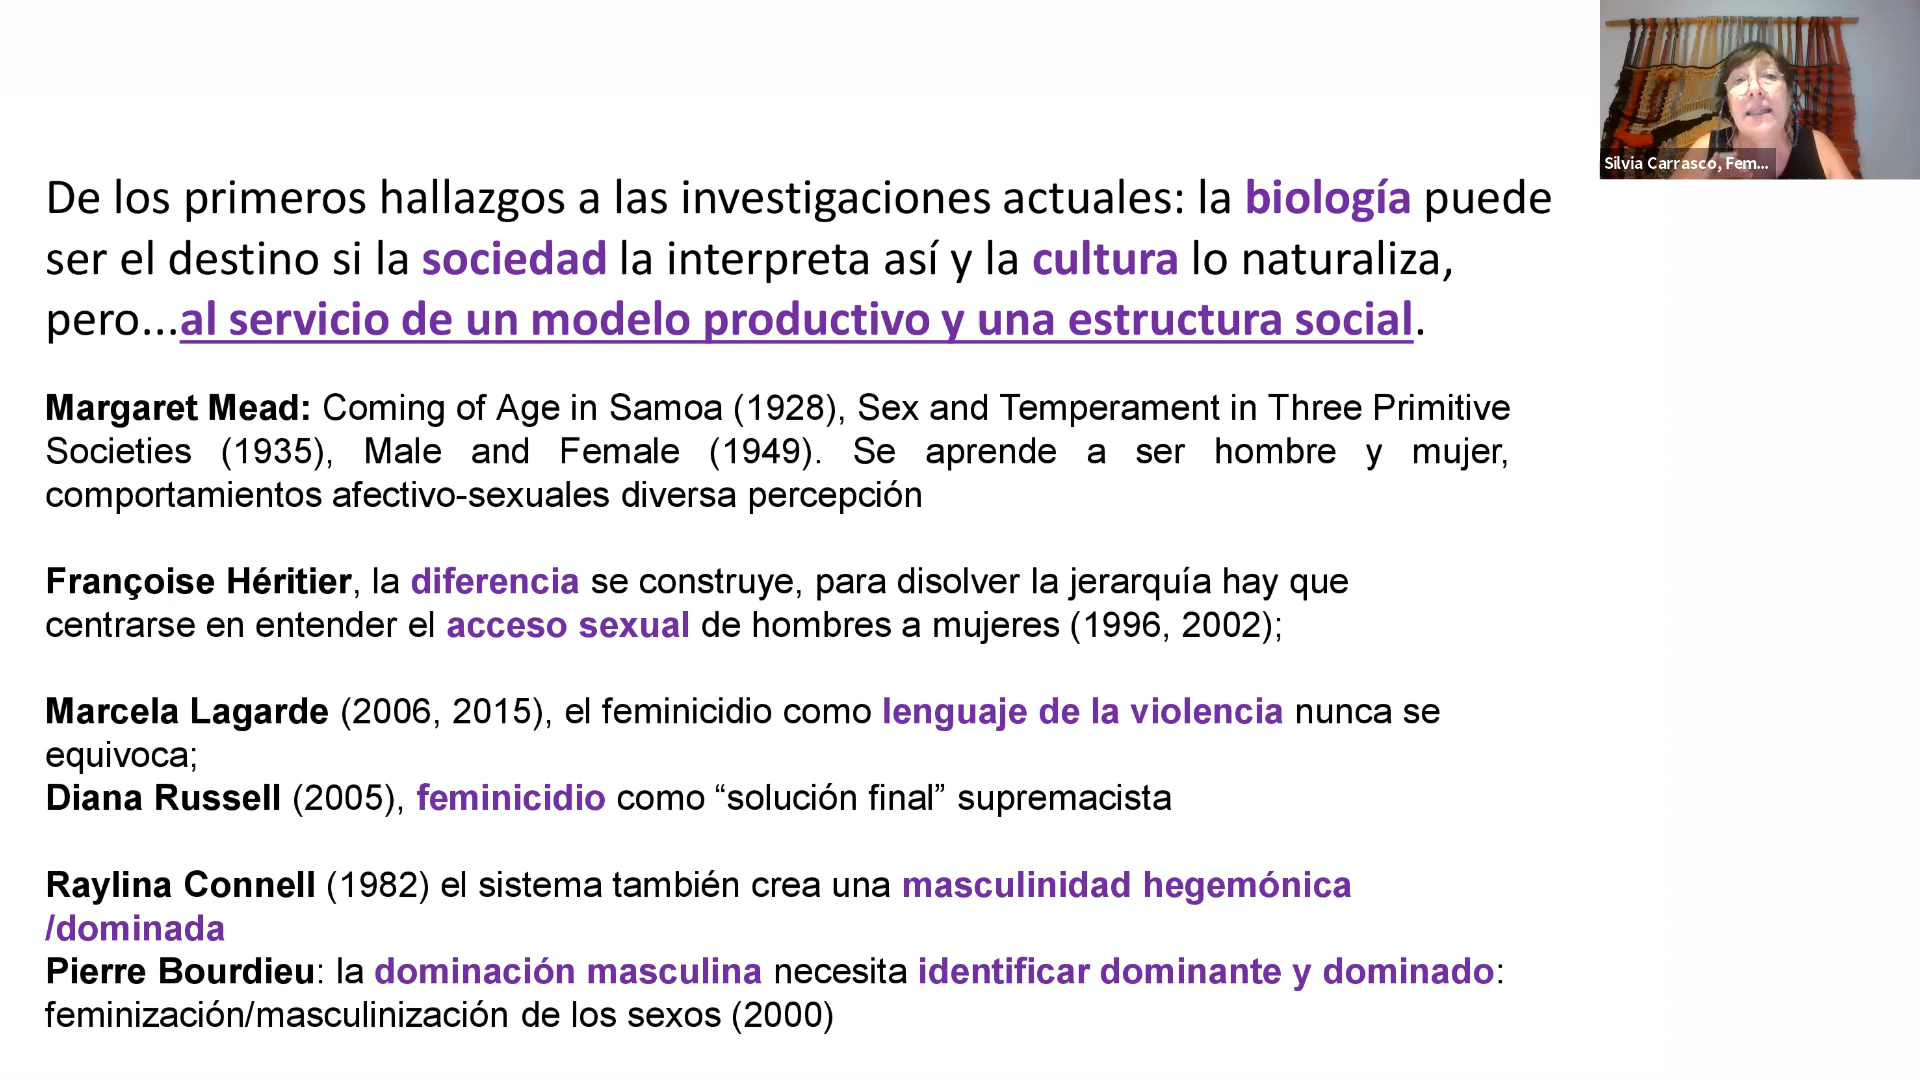 De los primeros hallazgos a las investigaciones actuales: la biología puede
ser el destino si la sociedad la interpreta así y la cultura lo naturaliza,
pero...al servicio de un modelo productivo y una estructura social.
Margaret Mead: Coming of Age in Samoa (1928), Sex and Temperament in Three Primitive
Societies (1935), Male and Female (1949). Se aprende a ser hombre y mujer,
comportamientos afectivo-sexuales diversa percepción
Françoise Héritier, la diferencia se construye, para disolver la jerarquía hay que
centrarse en entender el acceso sexual de hombres a mujeres (1996, 2002);
Marcela Lagarde (2006, 2015), el feminicidio como lenguaje de la violencia nunca se
equivoca;
Diana Russell (2005), feminicidio como “solución final” supremacista
Raylina Connell (1982) el sistema también crea una masculinidad hegemónica
/dominada
Pierre Bourdieu: la dominación masculina necesita identificar dominante y dominado:
feminización/masculinización de los sexos (2000)
Silvia Carrasco, Fem...